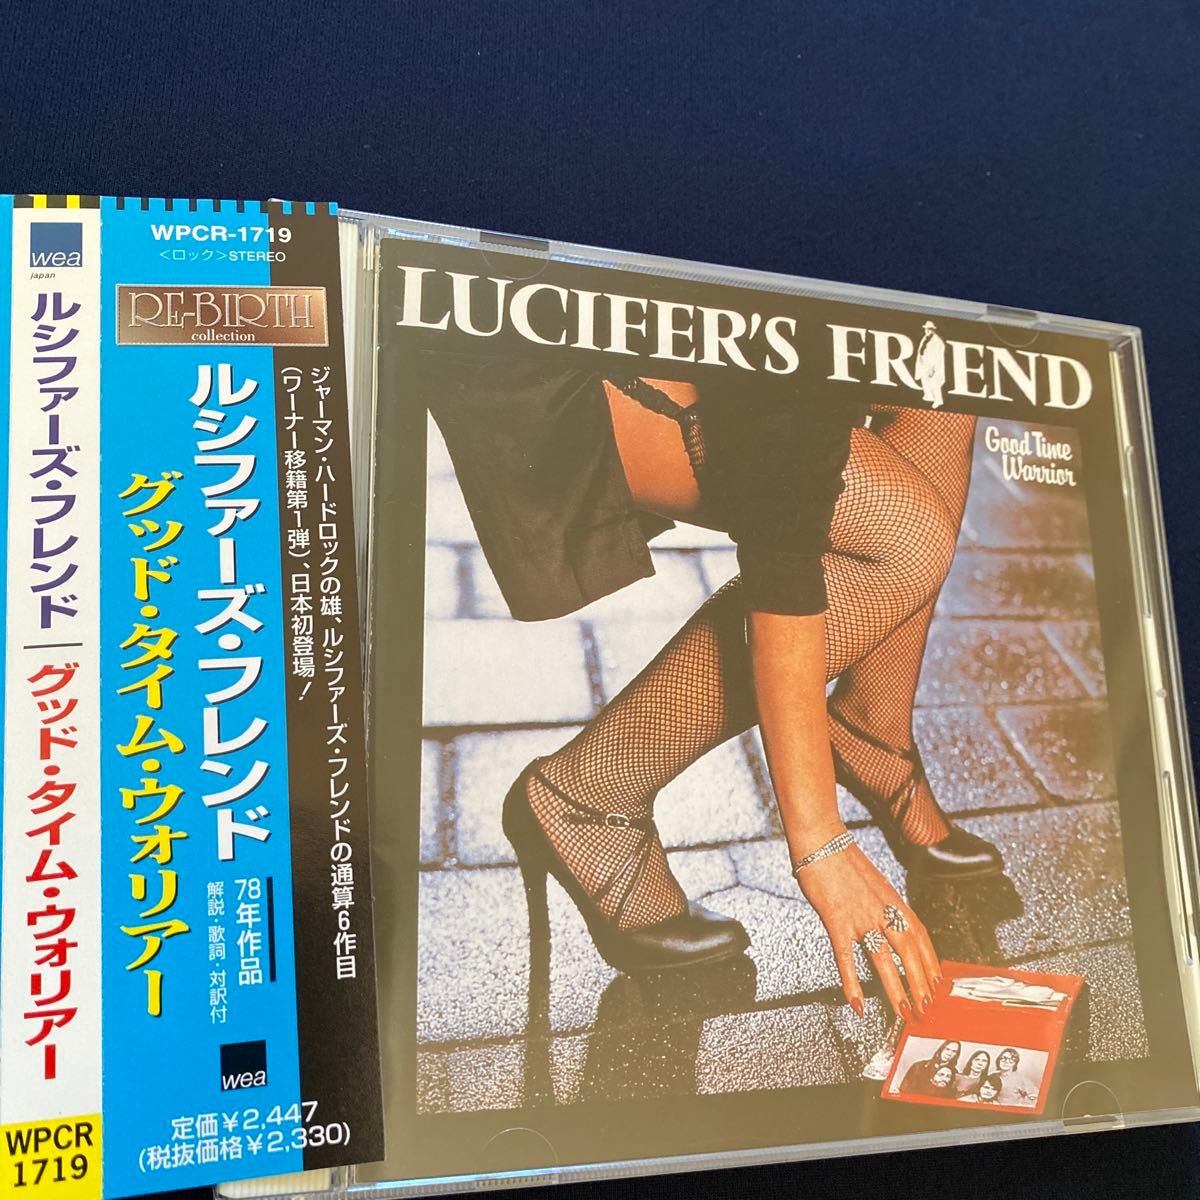 wea
japan
ルシファーズ・フレンド｜グッド・タイム・ウォリアー
WPCR
1719
WPCR-1719
<ロック>STEREO
RE-BIRTH
collection
ルシファーズ・フレンド
グッド・タイム・ウォリアー
78年作品
解説・歌詞・対訳付
wea
定価￥2,447
(税抜価格￥2,330)
ジャーマン・ハードロックの雄、ルシファーズ・フレンドの通算6作目
(ワーナー移籍第1弾)、日本初登場!
LUCIFER'S FRIEND
Good Time
Warrior